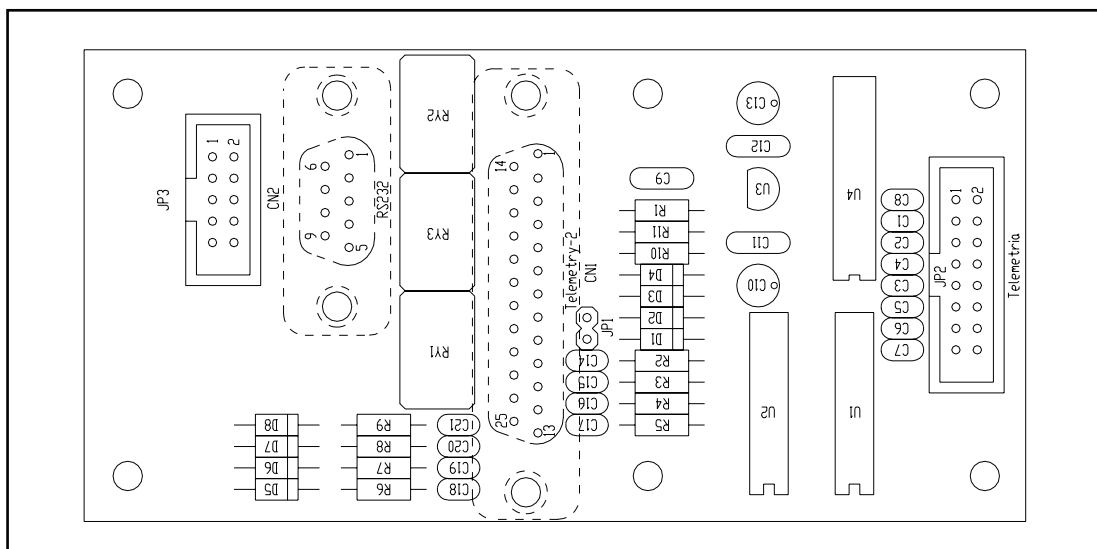 JP3
1
2
CN2
6
1
9
5
RS232
RY2
RY3
RY1
14
1
25
13
Telemetry-2
CN1
JP1
C9
R1
R11
R10
D4
D3
D2
D1
R2
R3
R4
R5
C14
C15
C16
C17
C13
C12
U3
C11
C10
U4
U2
U1
C8
C1
C2
C4
C3
C5
C6
C7
JP2
1
2
Telemetria
D8
D7
D6
D5
R9
R8
R7
R6
C21
C20
C19
C18